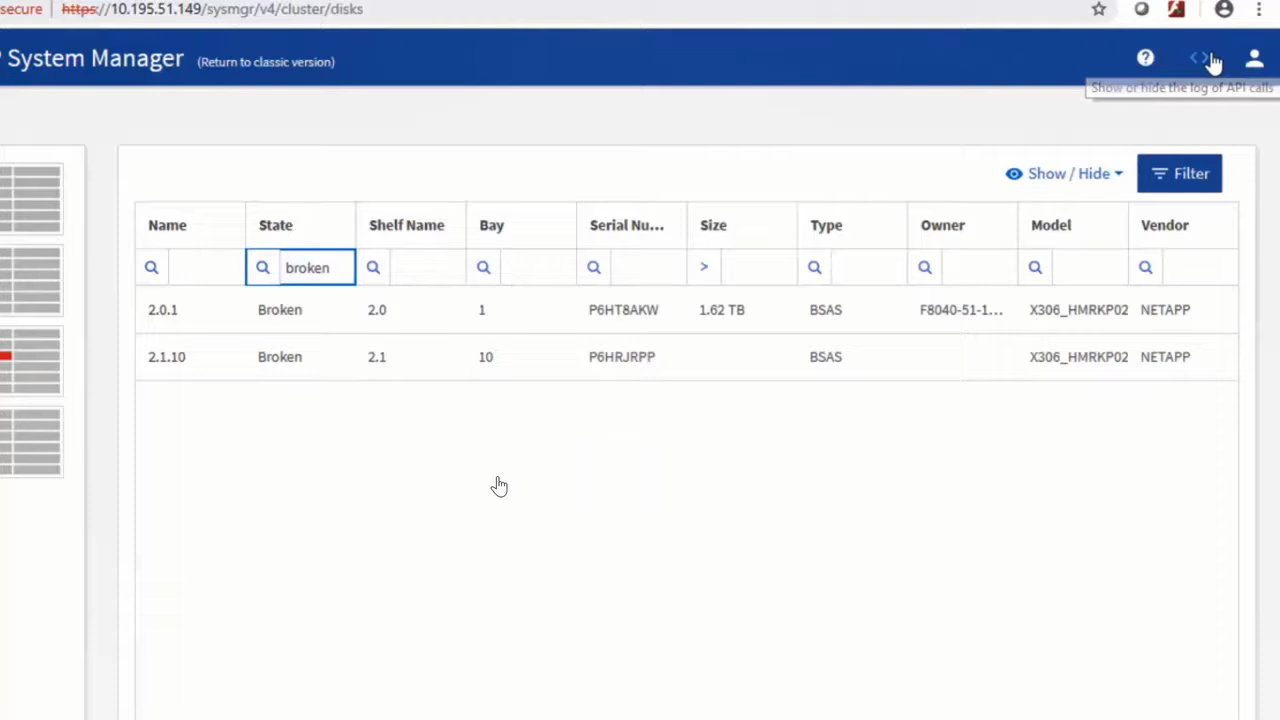 secure https://10.195.51.149/sysmgr/v4/cluster/disks
System Manager (Return to classic version)
Show or hide the log of API calls
Show / Hide Filter
Name State Shelf Name Bay Serial Nu... Size Type Owner Model Vendor
broken >
2.0.1 Broken 2.0 1 P6HT8AKW 1.62 TB BSAS F8040-51-1... X306_HMRKP02 NETAPP
2.1.10 Broken 2.1 10 P6HRJRPP BSAS X306_HMRKP02 NETAPP